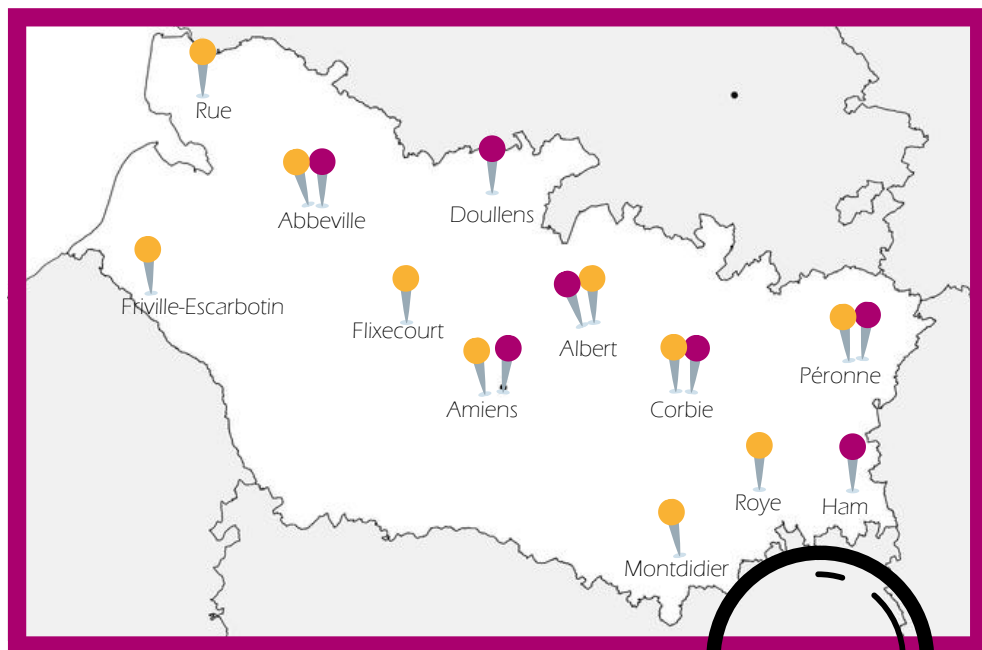 Rue
Abbeville
Doullens
Friville-Escarbotin
Flixecourt
Albert
Péronne
Amiens
Corbie
Roye
Ham
Montdidier